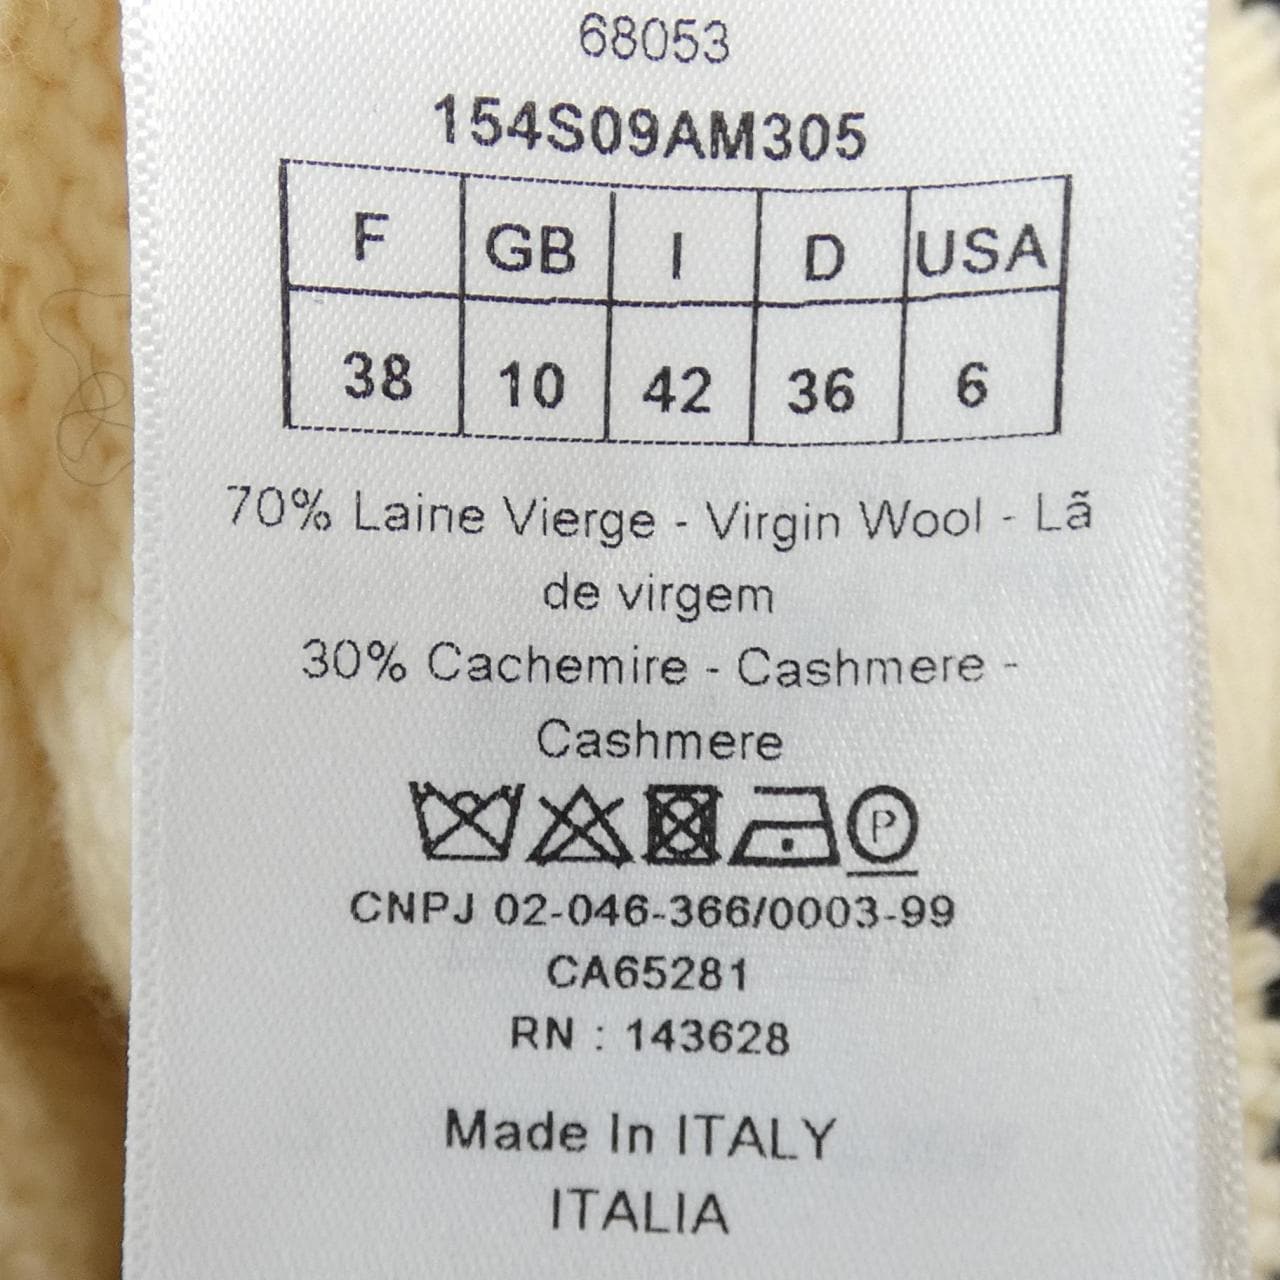 68053
154S09AM305
F GB I D USA
38 10 42 36 6
70% Laine Vierge - Virgin Wool - Lã
de virgem
30% Cachemire - Cashmere -
Cashmere
P
CNPJ 02-046-366/0003-99
CA65281
RN : 143628
Made In ITALY
ITALIA